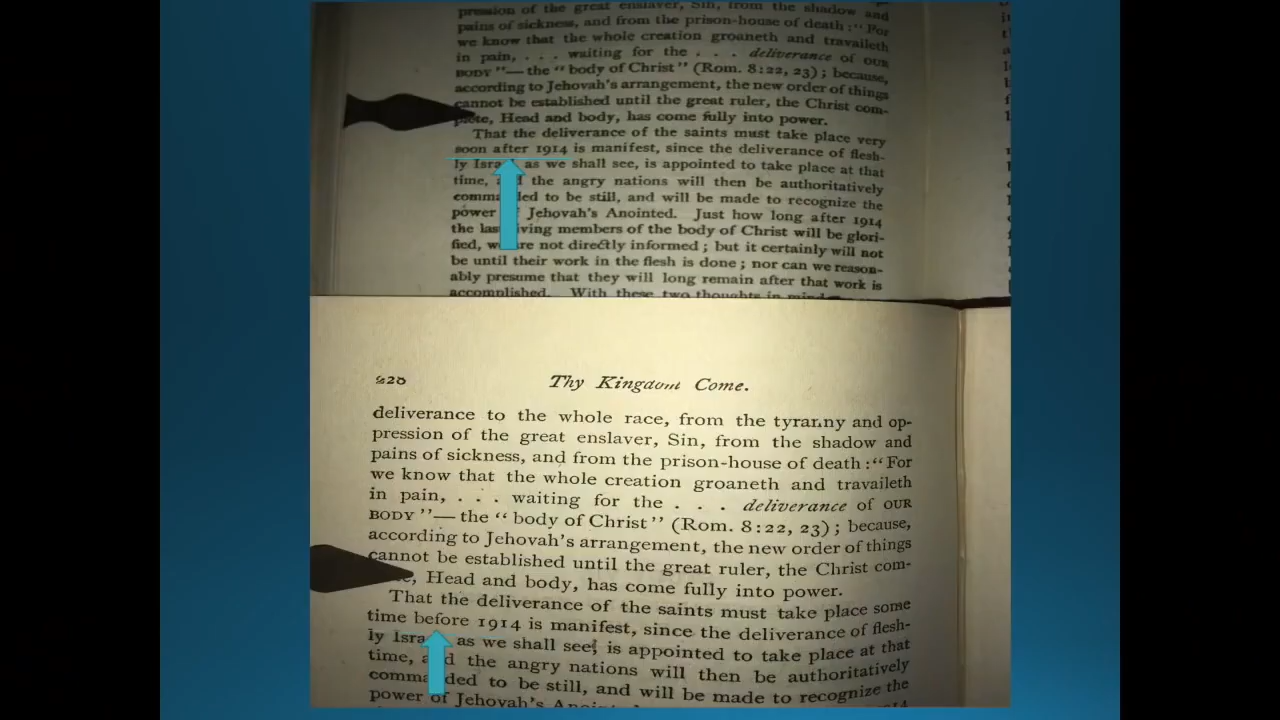 pression of the great enslaver, Sin, from the shadow and
pains of sickness, and from the prison-house of death :" For
we know that the whole creation groaneth and travaileth
in pain, . . . waiting for the . . . deliverance of OUR
BODY "— the " body of Christ " (Rom. 8:22, 23) ; because,
according to Jehovah's arrangement, the new order of things
cannot be established until the great ruler, the Christ com-
Head and body, has come fully into power.
That the deliverance of the saints must take place very
soon after 1914 is manifest, since the deliverance of flesh-
ly as we shall see, is appointed to take place at that
time, the angry nations will then be authoritatively
to be still, and will be made to recognize the
power Jehovah's Anointed. Just how long after 1914
the members of the body of Christ will be glori-
fied, not directly informed ; but it certainly will not
be until their work in the flesh is done ; nor can we reason-
ably presume that they will long remain after that work is
accomplished. With these two thoughts in mind
Thy Kingdom Come.
deliverance to the whole race, from the tyranny and op-
pression of the great enslaver, Sin, from the shadow and
pains of sickness, and from the prison-house of death :" For
we know that the whole creation groaneth and travaileth
in pain, . . . waiting for the . . . deliverance of OUR
BODY "— the " body of Christ " (Rom. 8:22, 23) ; because,
according to Jehovah's arrangement, the new order of things
cannot be established until the great ruler, the Christ com-
Head and body, has come fully into power.
That the deliverance of the saints must take place some
time before 1914 is manifest, since the deliverance of flesh-
ly as we shall see, is appointed to take place at that
time, the angry nations will then be authoritatively
to be still, and will be made to recognize the
power of Jehovah's